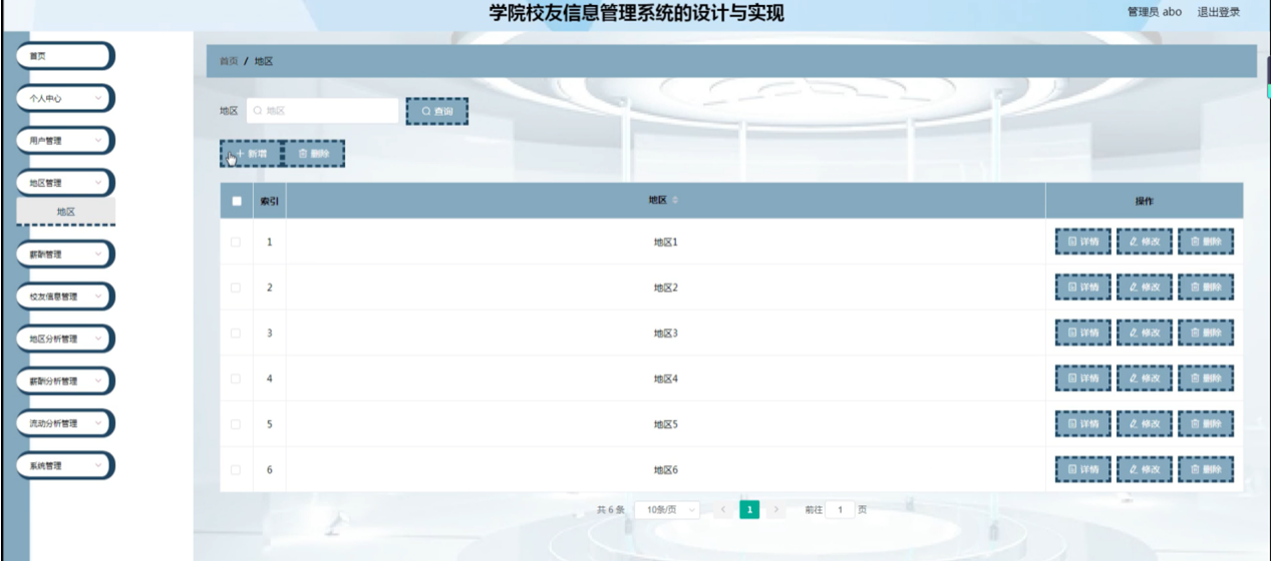 学院校友信息管理系统的设计与实现
管理员 abo 退出登录
首页
个人中心
用户管理
地区管理
地区
薪酬管理
校友信息管理
地区分析管理
薪酬分析管理
流动分析管理
系统管理
首页 / 地区
地区 地区 查询
+ 新增 删除
索引 地区 操作
1 地区1 详情 修改 删除
2 地区2 详情 修改 删除
3 地区3 详情 修改 删除
4 地区4 详情 修改 删除
5 地区5 详情 修改 删除
6 地区6 详情 修改 删除
共 6 条 10条/页 < 1 > 前往 1 页